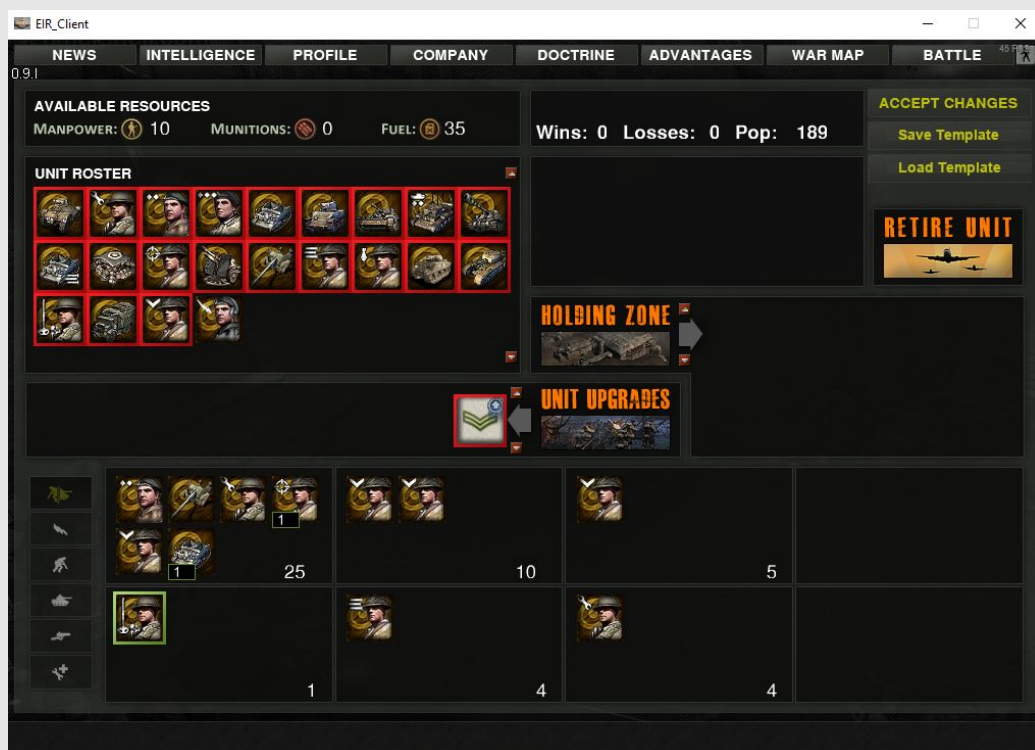 EIR_Client
NEWS INTELLIGENCE PROFILE COMPANY DOCTRINE ADVANTAGES WAR MAP BATTLE
0.9.l
AVAILABLE RESOURCES
MANPOWER: 10 MUNITIONS: 0 FUEL: 35
Wins: 0 Losses: 0 Pop: 189
ACCEPT CHANGES
Save Template
Load Template
UNIT ROSTER
RETIRE UNIT
HOLDING ZONE
UNIT UPGRADES
1
1
25
10
5
1
4
4